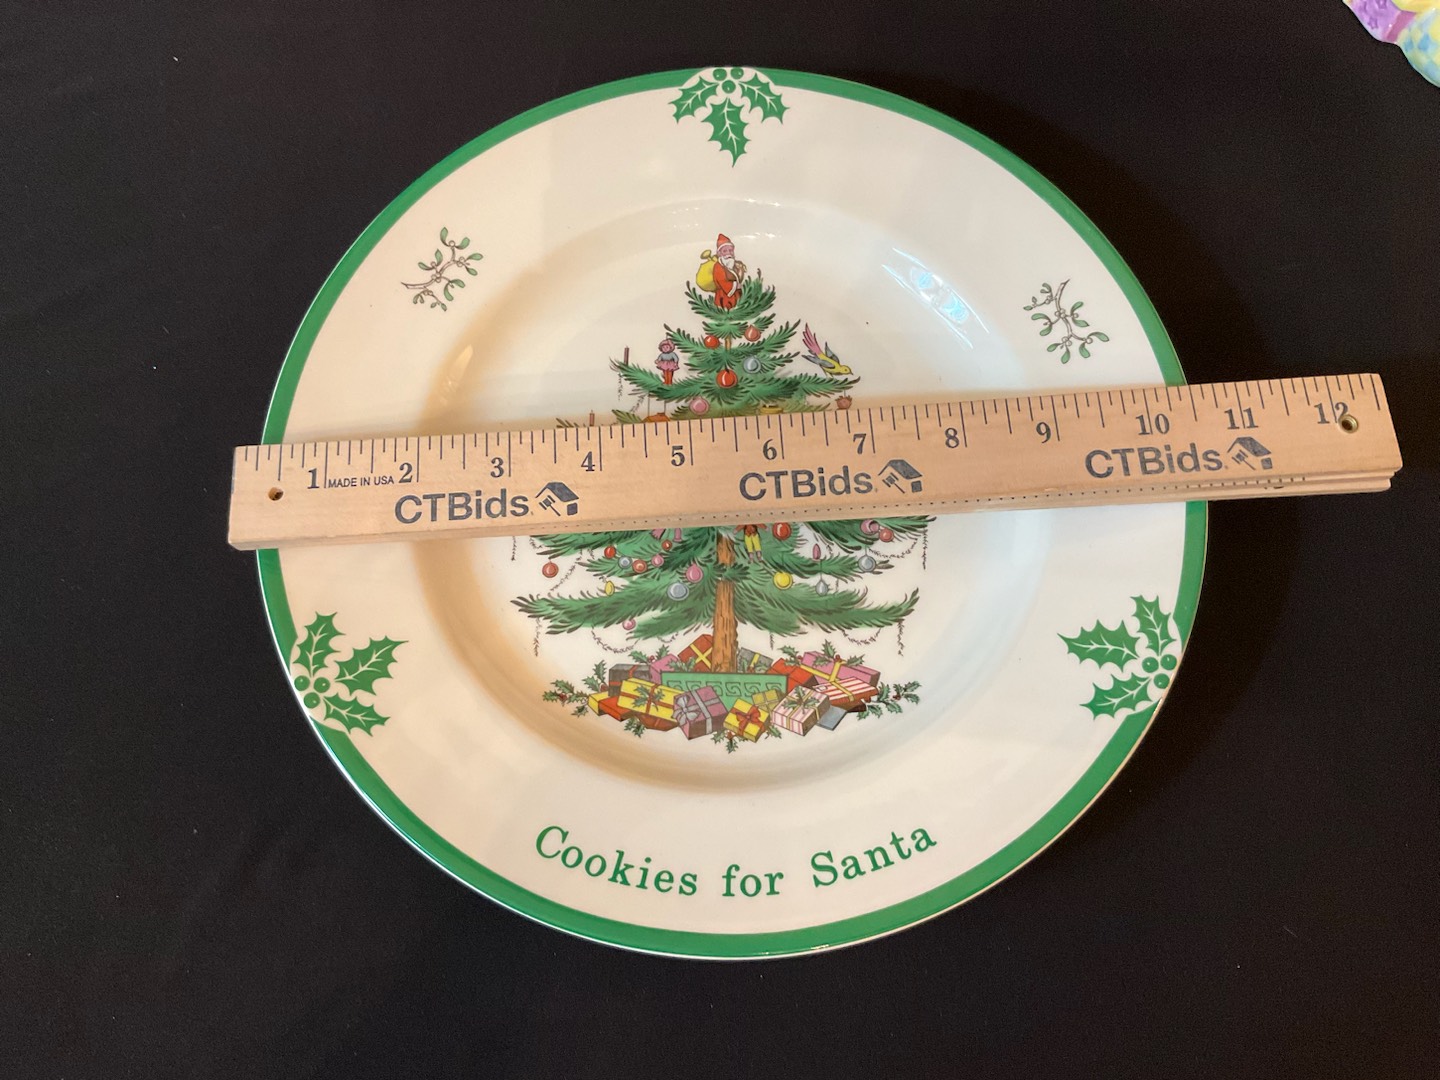 1 MADE IN USA 2 3 4 5 6 7 8 9 10 11 12
CTBids CTBids CTBids
Cookies for Santa